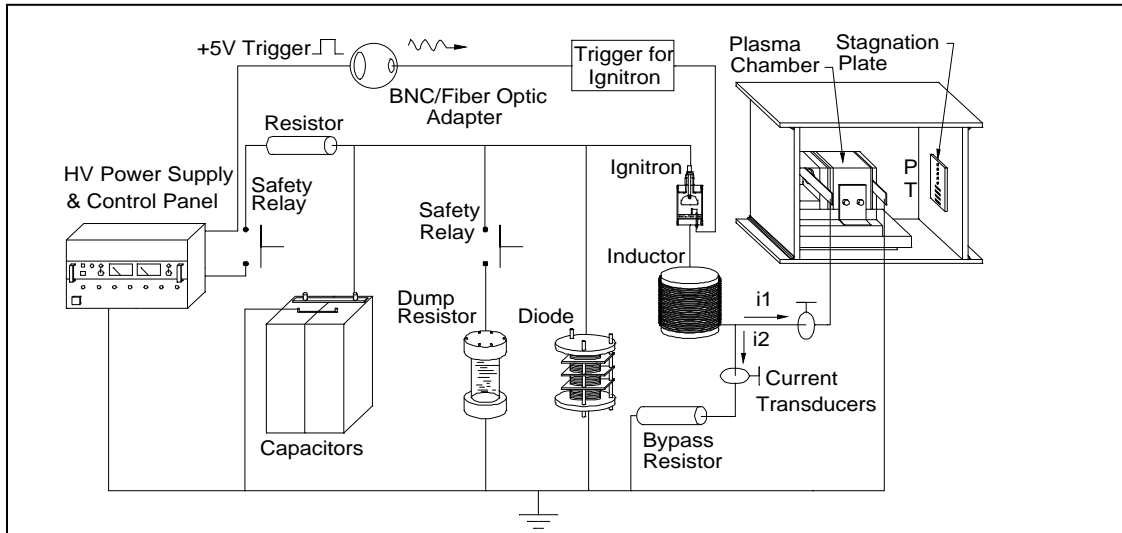 +5V Trigger
Trigger for
Ignitron
BNC/Fiber Optic
Adapter
Plasma
Chamber
Stagnation
Plate
Resistor
HV Power Supply
& Control Panel
Safety
Relay
Safety
Relay
Ignitron
P
T
Inductor
Dump
Resistor
Diode
i1
i2
Current
Transducers
Capacitors
Bypass
Resistor